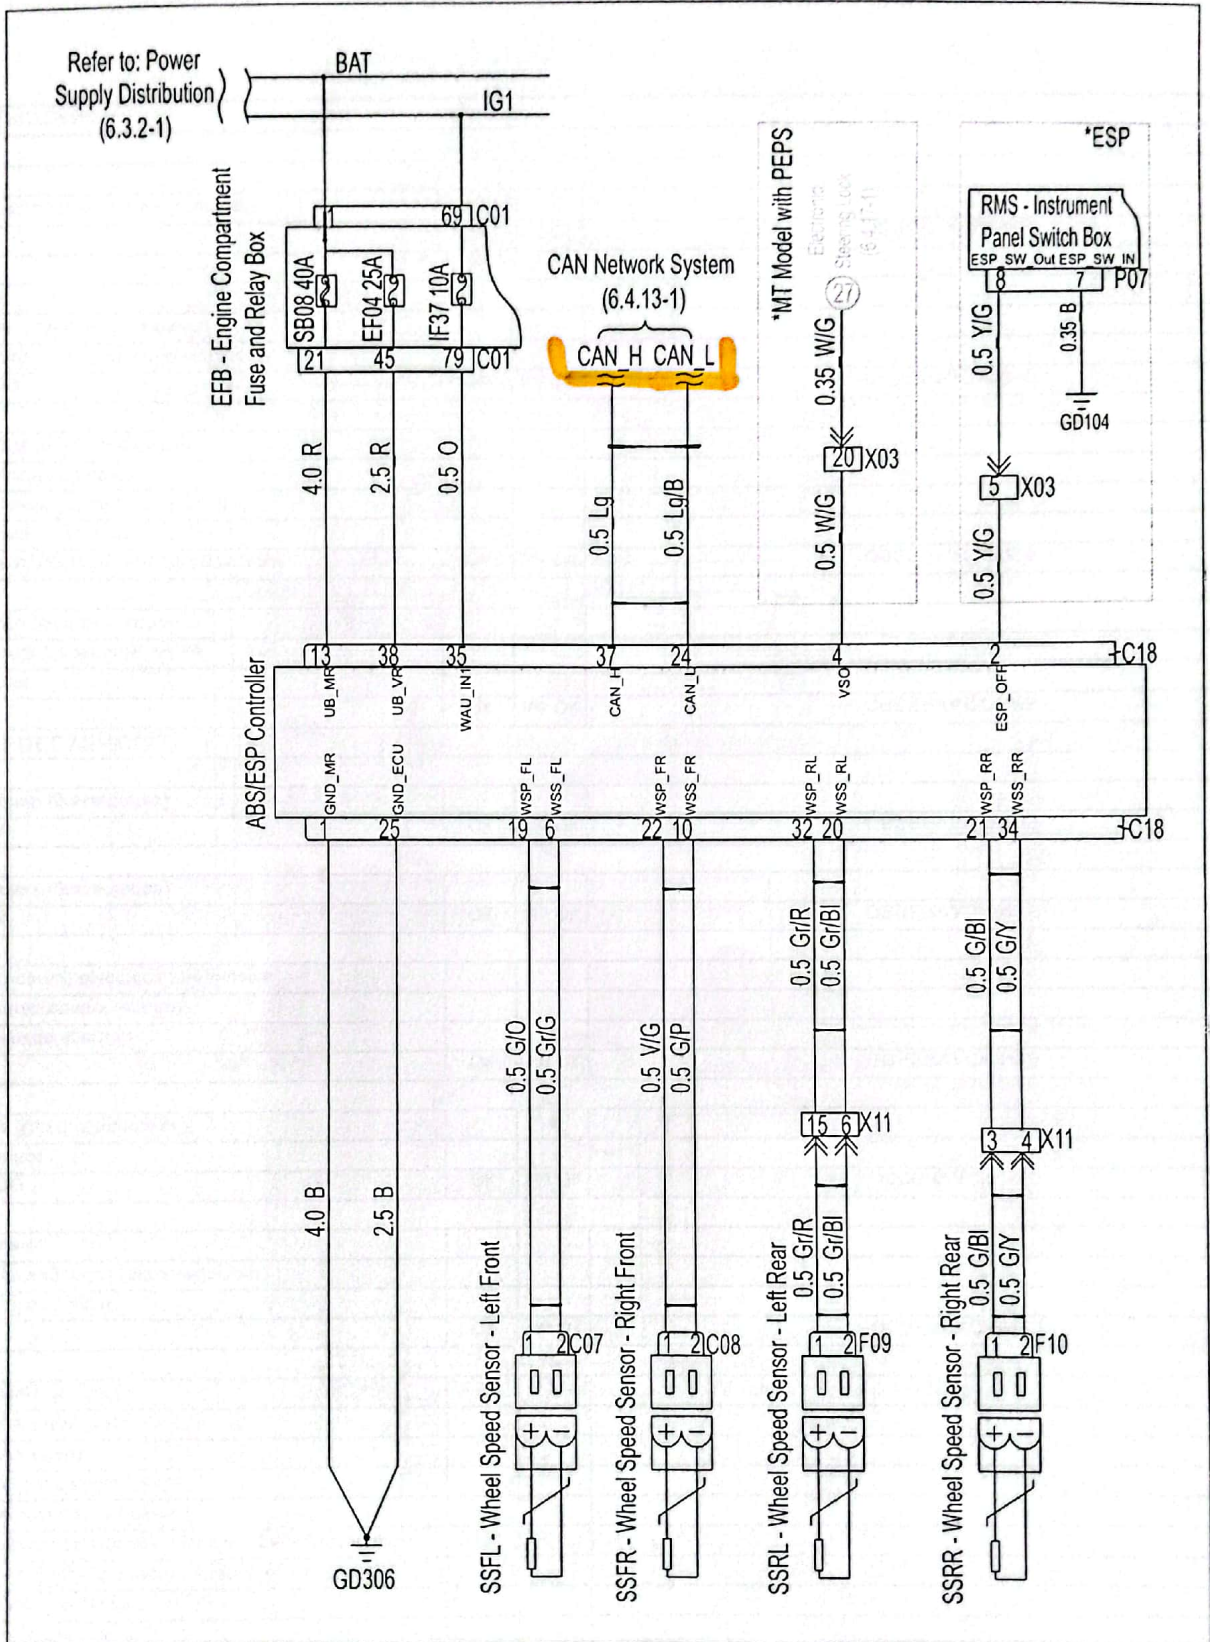 Refer to: Power
Supply Distribution
(6.3.2-1)
BAT
IG1
EFB - Engine Compartment
Fuse and Relay Box
1 69 C01
SB08 40A
EF04 25A
IF37 10A
21 45 79 C01
CAN Network System
(6.4.13-1)
CAN_H CAN_L
*MT Model with PEPS
Electronic
Steering Lock
(6.4.17-1)
27
*ESP
RMS - Instrument
Panel Switch Box
ESP_SW_Out ESP_SW_IN
8 7 P07
0.5 Y/G
0.35 B
GD104
0.35 W/G
20 X03
5 X03
4.0 R
2.5 R
0.5 O
0.5 Lg
0.5 Lg/B
0.5 W/G
0.5 Y/G
ABS/ESP Controller
13 38 35 37 24 4 2 C18
UB_MR
UB_VR
WAU_IN1
CAN_H
CAN_L
VSO
ESP_OFF
GND_MR
GND_ECU
WSP_FL
WSS_FL
WSP_FR
WSS_FR
WSP_RL
WSS_RL
WSP_RR
WSS_RR
1 25 19 6 22 10 32 20 21 34 C18
0.5 Gr/R
0.5 Gr/Bl
0.5 G/Bl
0.5 G/Y
0.5 G/O
0.5 Gr/G
0.5 V/G
0.5 G/P
15 6 X11
3 4 X11
4.0 B
2.5 B
0.5 Gr/R
0.5 Gr/Bl
0.5 G/Bl
0.5 G/Y
SSFL - Wheel Speed Sensor - Left Front
1 2 C07
SSFR - Wheel Speed Sensor - Right Front
1 2 C08
SSRL - Wheel Speed Sensor - Left Rear
1 2 F09
SSRR - Wheel Speed Sensor - Right Rear
1 2 F10
+ −
+ −
+ −
+ −
GD306